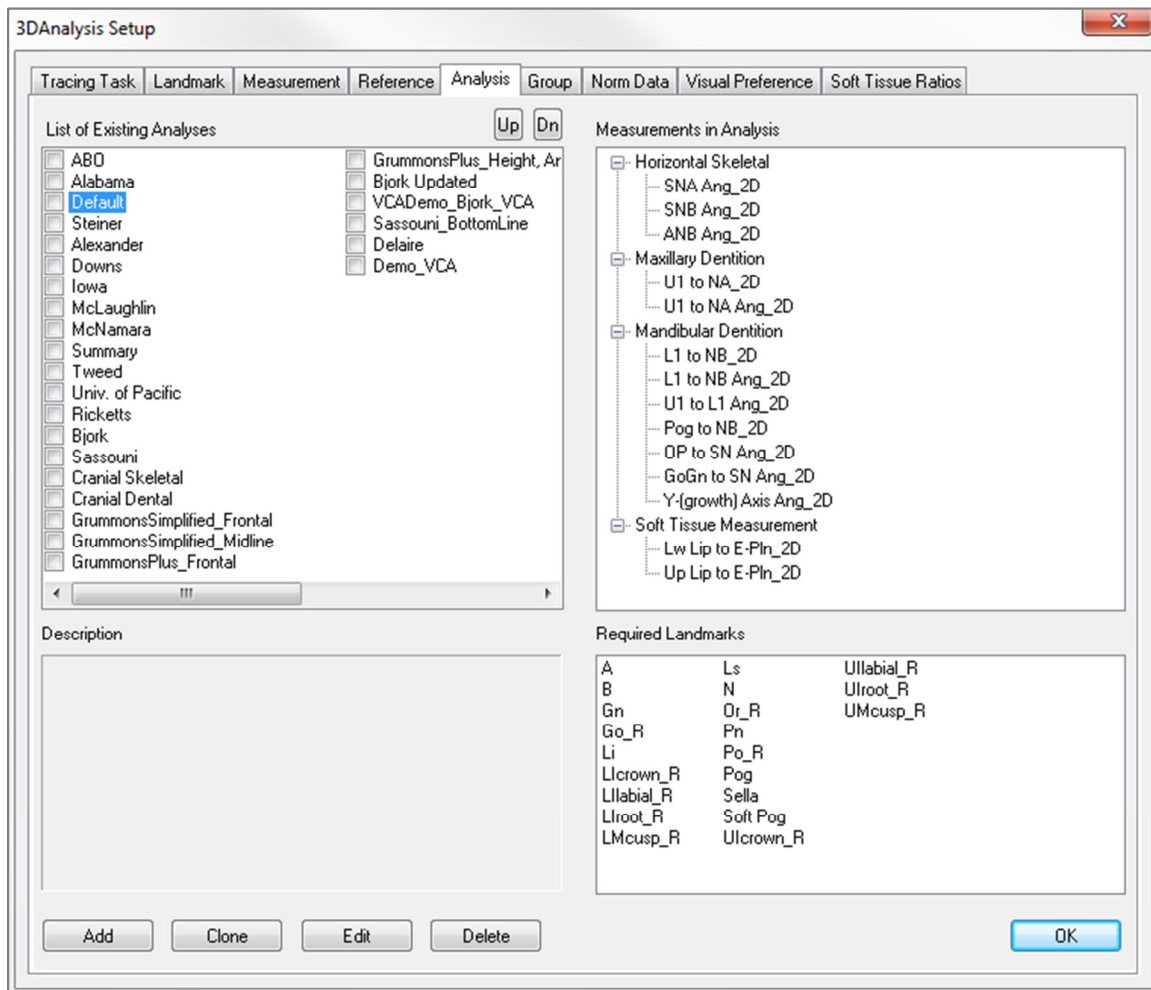 3DAnalysis Setup
Tracing Task Landmark Measurement Reference Analysis Group Norm Data Visual Preference Soft Tissue Ratios
List of Existing Analyses
Up Dn
ABO
Alabama
Default
Steiner
Alexander
Downs
Iowa
McLaughlin
McNamara
Summary
Tweed
Univ. of Pacific
Ricketts
Bjork
Sassouni
Cranial Skeletal
Cranial Dental
GrummonsSimplified_Frontal
GrummonsSimplified_Midline
GrummonsPlus_Frontal
GrummonsPlus_Height, Ar
Bjork Updated
VCADemo_Bjork_VCA
Sassouni_BottomLine
Delaire
Demo_VCA
Measurements in Analysis
Horizontal Skeletal
SNA Ang_2D
SNB Ang_2D
ANB Ang_2D
Maxillary Dentition
U1 to NA_2D
U1 to NA Ang_2D
Mandibular Dentition
L1 to NB_2D
L1 to NB Ang_2D
U1 to L1 Ang_2D
Pog to NB_2D
OP to SN Ang_2D
GoGn to SN Ang_2D
Y-(growth) Axis Ang_2D
Soft Tissue Measurement
Lw Lip to E-Pln_2D
Up Lip to E-Pln_2D
Description
Required Landmarks
A
B
Gn
Go_R
Li
LIcrown_R
LIlabial_R
LIroot_R
LMcusp_R
Ls
N
Or_R
Pn
Po_R
Pog
Sella
Soft Pog
UIcrown_R
UIlabial_R
UIroot_R
UMcusp_R
Add Clone Edit Delete OK